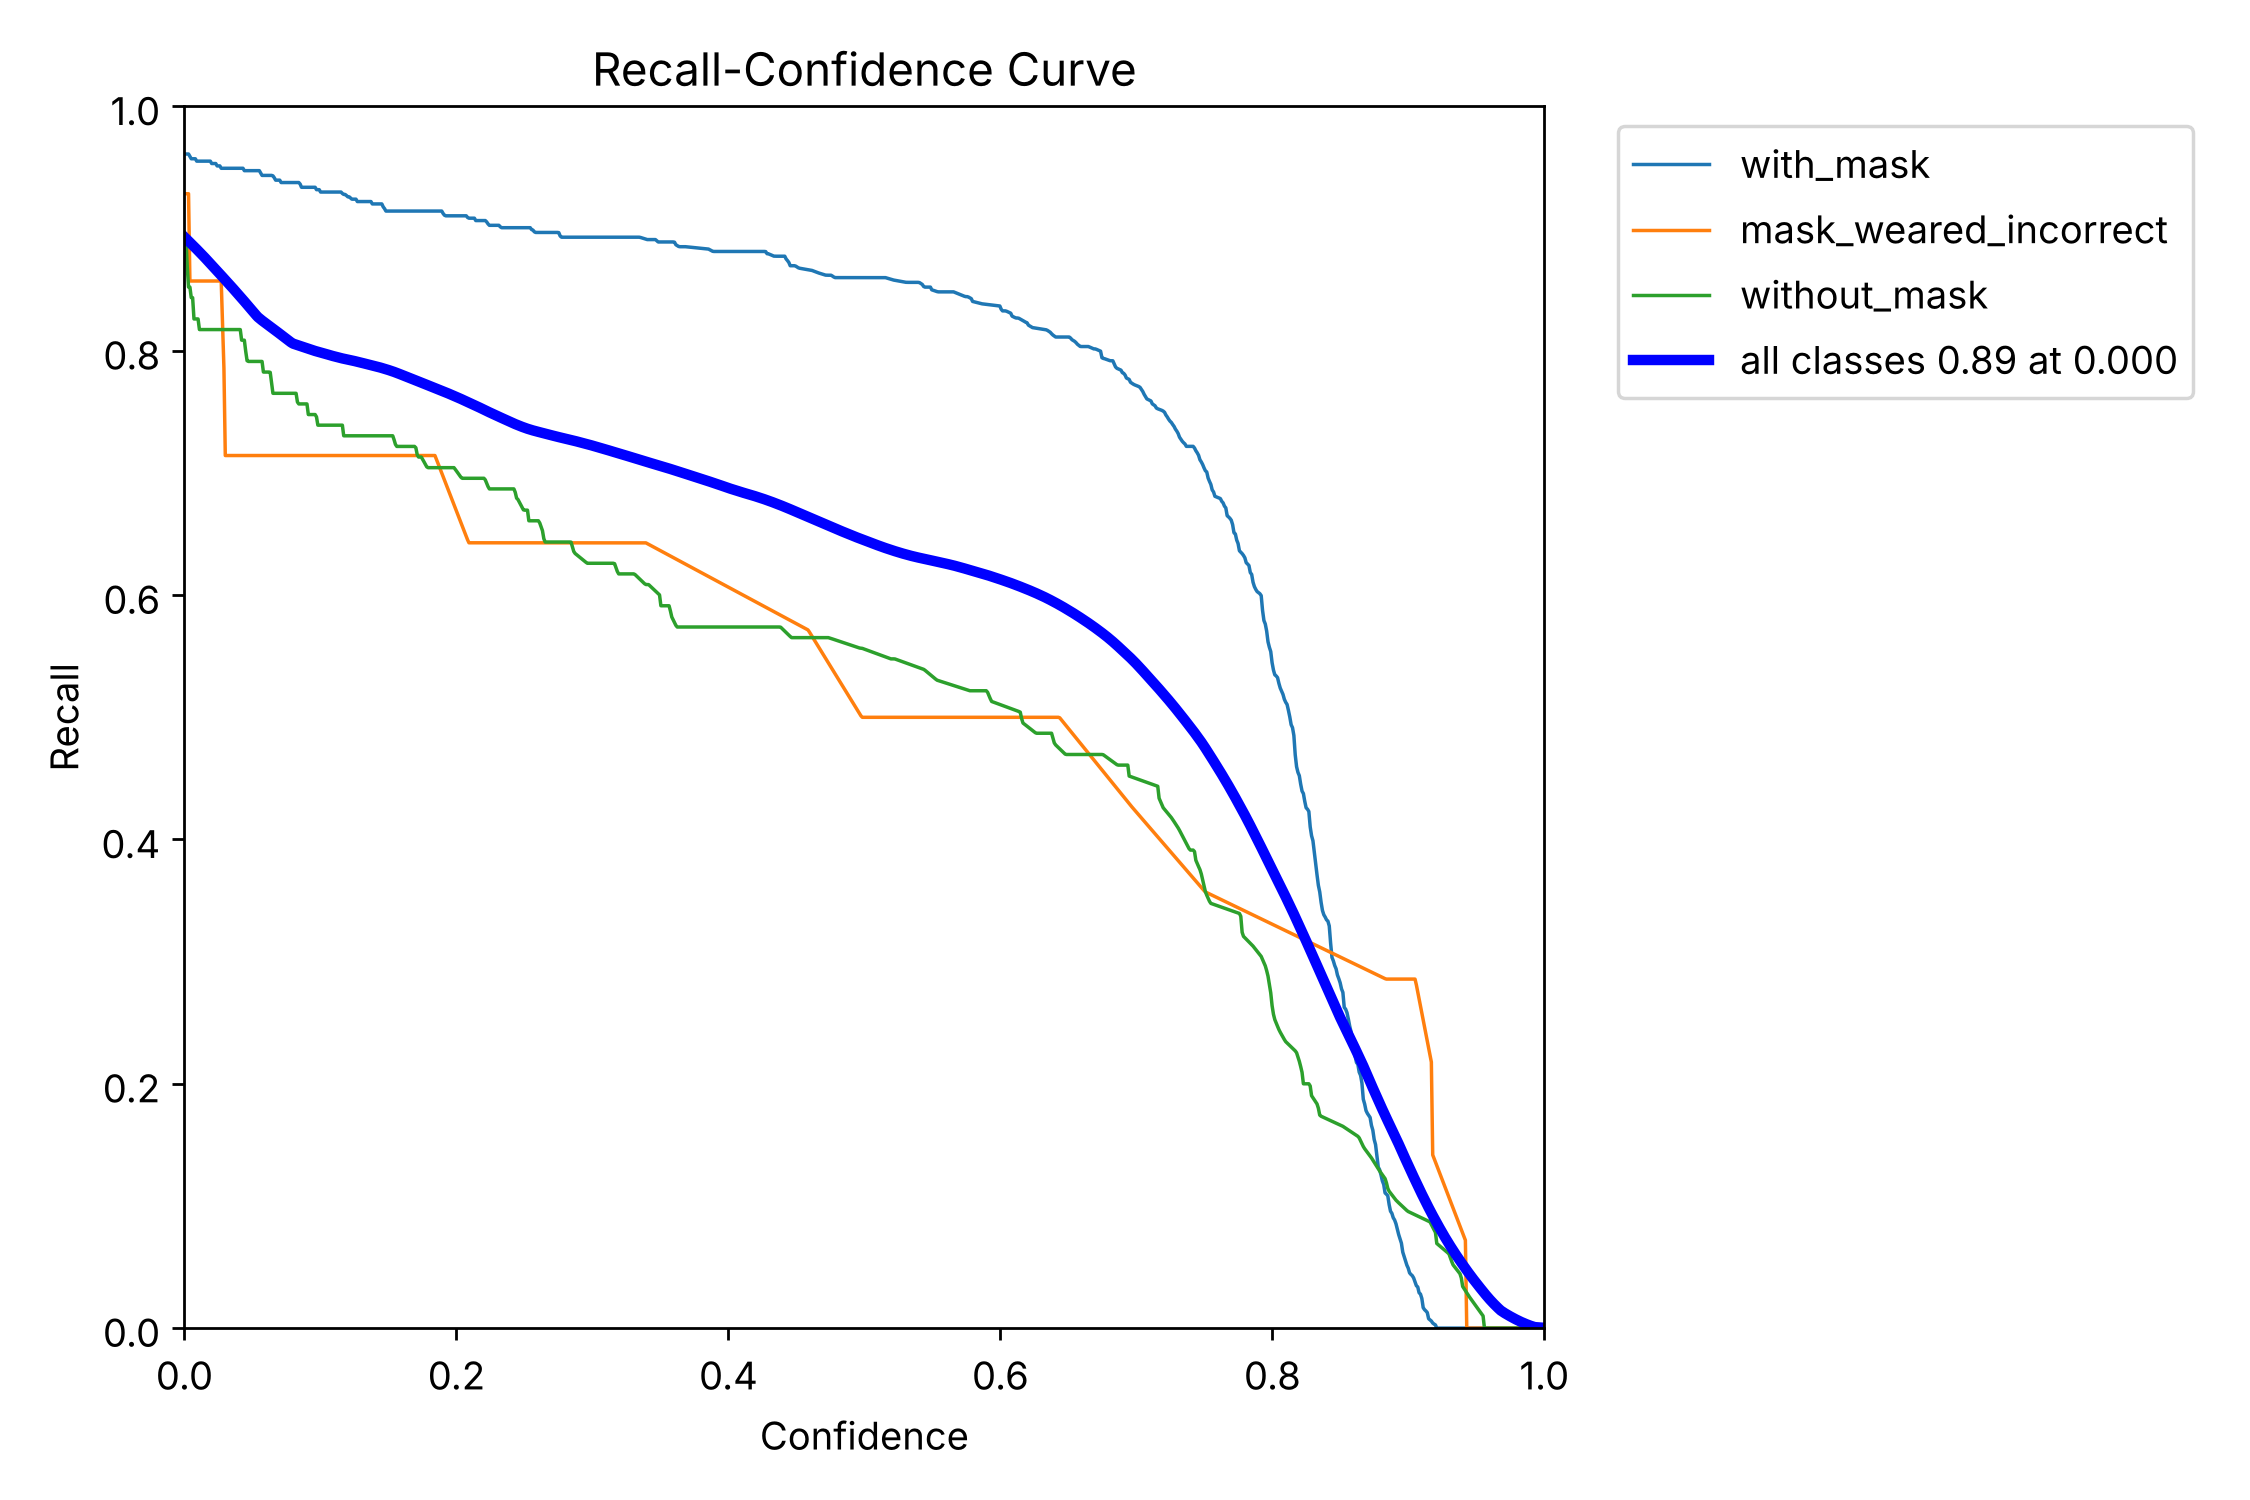 Recall-Confidence Curve
1.0
0.8
0.6
0.4
0.2
0.0
Recall
0.0 0.2 0.4 0.6 0.8 1.0
Confidence
with_mask
mask_weared_incorrect
without_mask
all classes 0.89 at 0.000